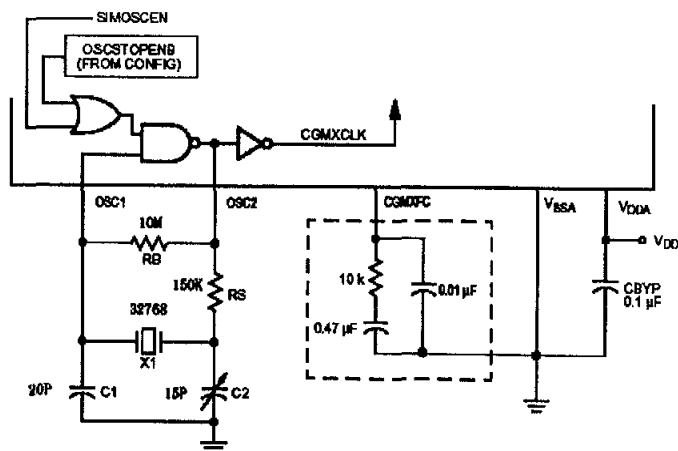 SIMOSCEN
OSCSTOPENB
(FROM CONFIG)
CGMXCLK
OSC1
OSC2
CGMXFC
VSSA
VDDA
10M
RB
VDD
150K
RS
10 k
0.01 µF
CBYP
0.1 µF
32768
X1
0.47 µF
20P
C1
15P
C2